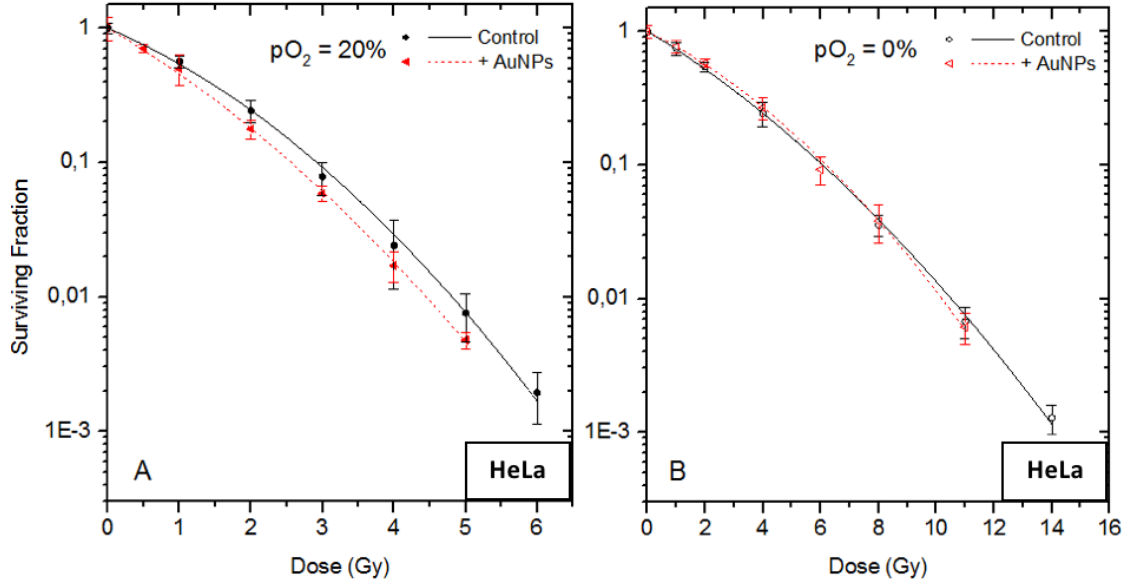 Surviving Fraction
1
0,1
0,01
1E-3
pO2 = 20%
Control
+ AuNPs
A
HeLa
0 1 2 3 4 5 6
Dose (Gy)
1
0,1
0,01
1E-3
pO2 = 0%
Control
+ AuNPs
B
HeLa
0 2 4 6 8 10 12 14 16
Dose (Gy)